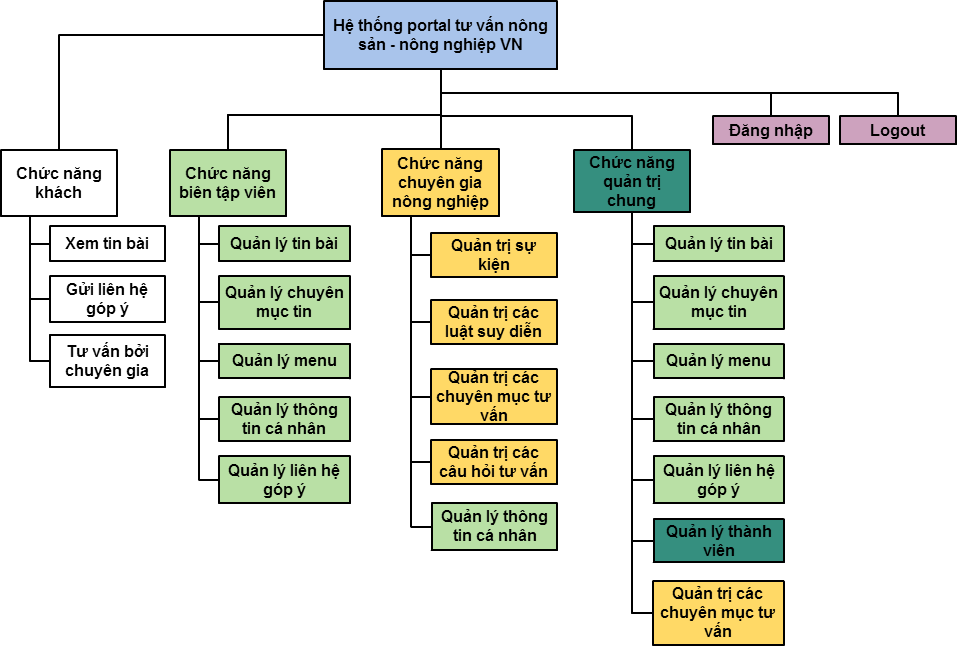 Hệ thống portal tư vấn nông
sản - nông nghiệp VN
Đăng nhập
Logout
Chức năng
khách
Xem tin bài
Gửi liên hệ
góp ý
Tư vấn bởi
chuyên gia
Chức năng
biên tập viên
Quản lý tin bài
Quản lý chuyên
mục tin
Quản lý menu
Quản lý thông
tin cá nhân
Quản lý liên hệ
góp ý
Chức năng
chuyên gia
nông nghiệp
Quản trị sự
kiện
Quản trị các
luật suy diễn
Quản trị các
chuyên mục tư
vấn
Quản trị các
câu hỏi tư vấn
Quản lý thông
tin cá nhân
Chức năng
quản trị
chung
Quản lý tin bài
Quản lý chuyên
mục tin
Quản lý menu
Quản lý thông
tin cá nhân
Quản lý liên hệ
góp ý
Quản lý thành
viên
Quản trị các
chuyên mục tư
vấn